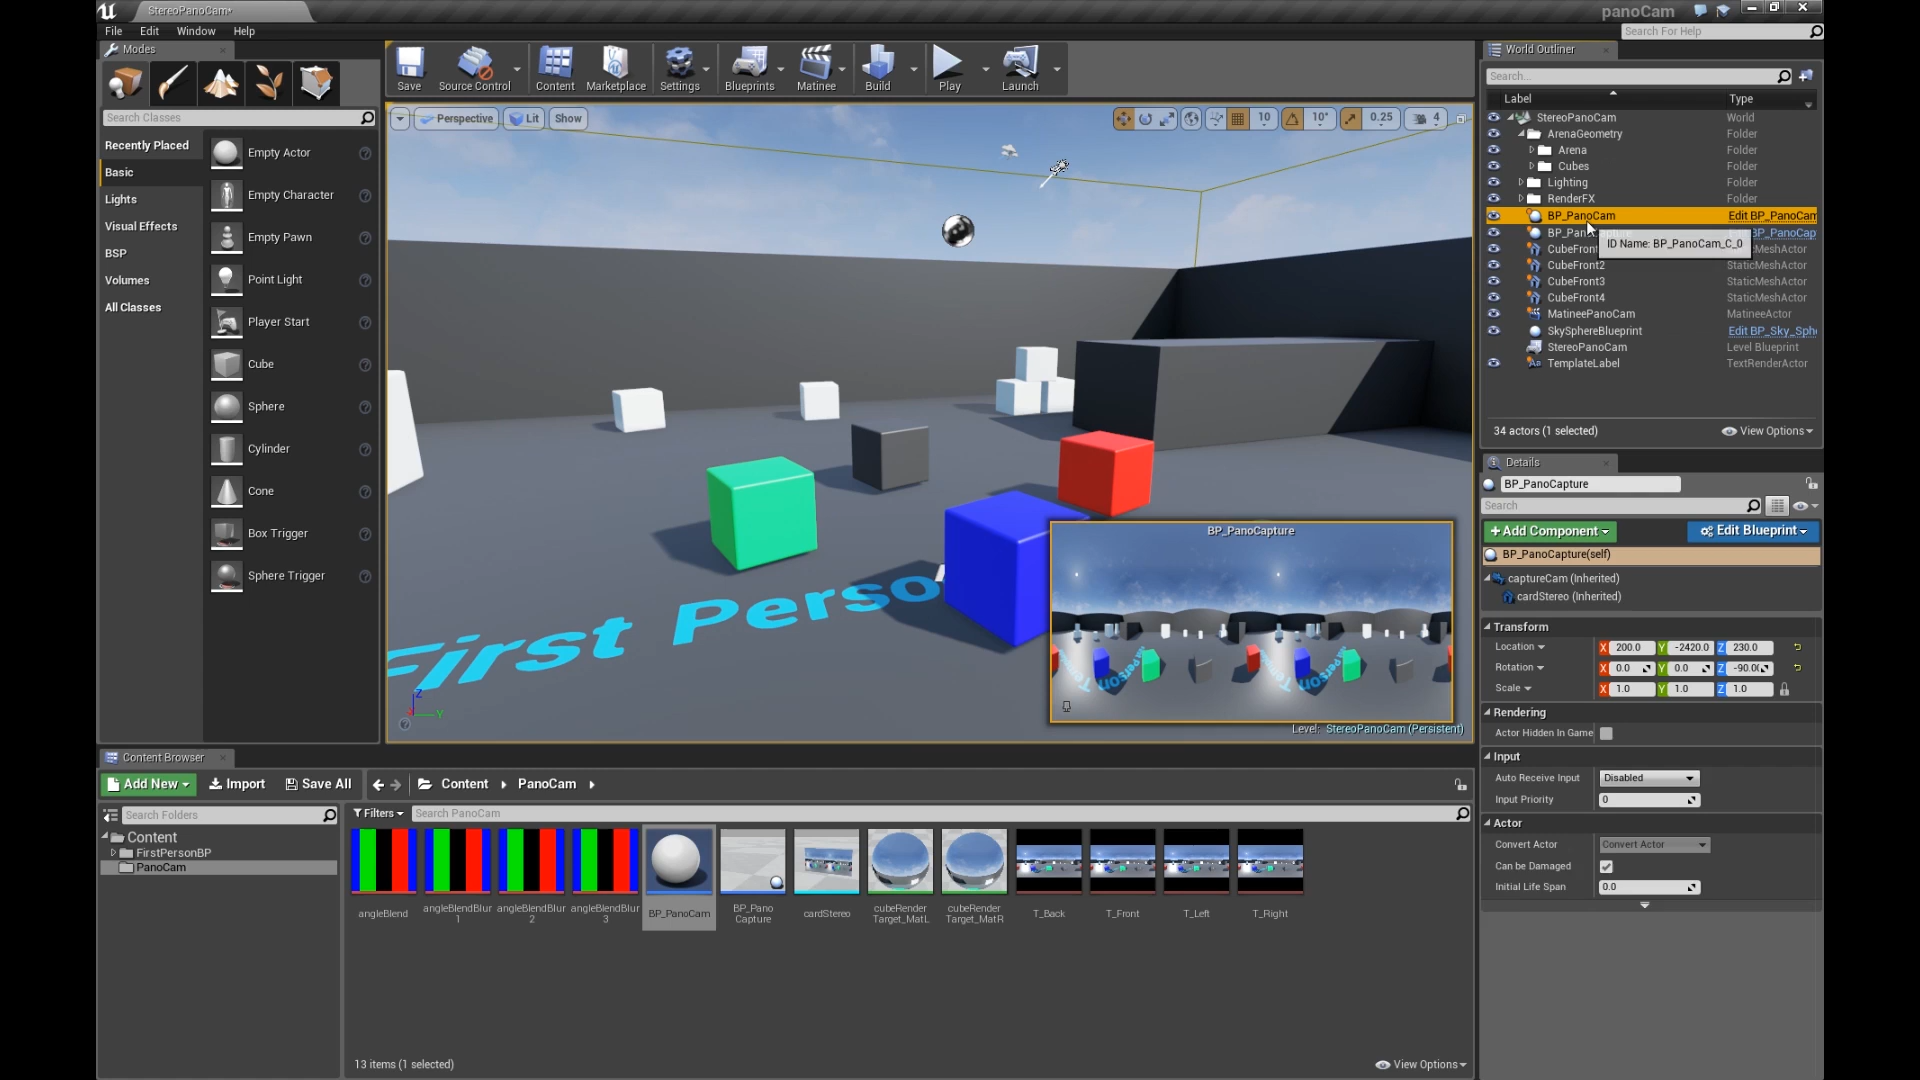 StereoPanoCam*
panoCam
File Edit Window Help
Search For Help
Modes
Save
Source Control
Content
Marketplace
Settings
Blueprints
Matinee
Build
Play
Launch
Search Classes
Recently Placed
Basic
Lights
Visual Effects
BSP
Volumes
All Classes
Empty Actor
Empty Character
Empty Pawn
Point Light
Player Start
Cube
Sphere
Cylinder
Cone
Box Trigger
Sphere Trigger
Perspective Lit Show
10 10° 0.25 4
First Perso
BP_PanoCapture
Level: StereoPanoCam (Persistent)
World Outliner
Search...
Label Type
StereoPanoCam World
ArenaGeometry Folder
Arena Folder
Cubes Folder
Lighting Folder
RenderFX Folder
BP_PanoCam Edit BP_PanoCam
ID Name: BP_PanoCam_C_0
CubeFront
CubeFront2 StaticMeshActor
CubeFront3 StaticMeshActor
CubeFront4 StaticMeshActor
MatineePanoCam MatineeActor
SkySphereBlueprint Edit BP_Sky_Sph
StereoPanoCam Level Blueprint
TemplateLabel TextRenderActor
34 actors (1 selected) View Options
Details
BP_PanoCapture
Search
+Add Component Edit Blueprint
BP_PanoCapture(self)
captureCam (Inherited)
cardStereo (Inherited)
Transform
Location X 200.0 Y -2420.0 Z 230.0
Rotation X 0.0 Y 0.0 Z -90.0
Scale X 1.0 Y 1.0 Z 1.0
Rendering
Actor Hidden In Game
Input
Auto Receive Input Disabled
Input Priority 0
Actor
Convert Actor Convert Actor
Can be Damaged
Initial Life Span 0.0
Content Browser
Add New Import Save All Content PanoCam
Search Folders
Filters Search PanoCam
Content
FirstPersonBP
PanoCam
angleBlend
angleBlendBlur1
angleBlendBlur2
angleBlendBlur3
BP_PanoCam
BP_Pano Capture
cardStereo
cubeRender Target_MatL
cubeRender Target_MatR
T_Back
T_Front
T_Left
T_Right
13 items (1 selected) View Options